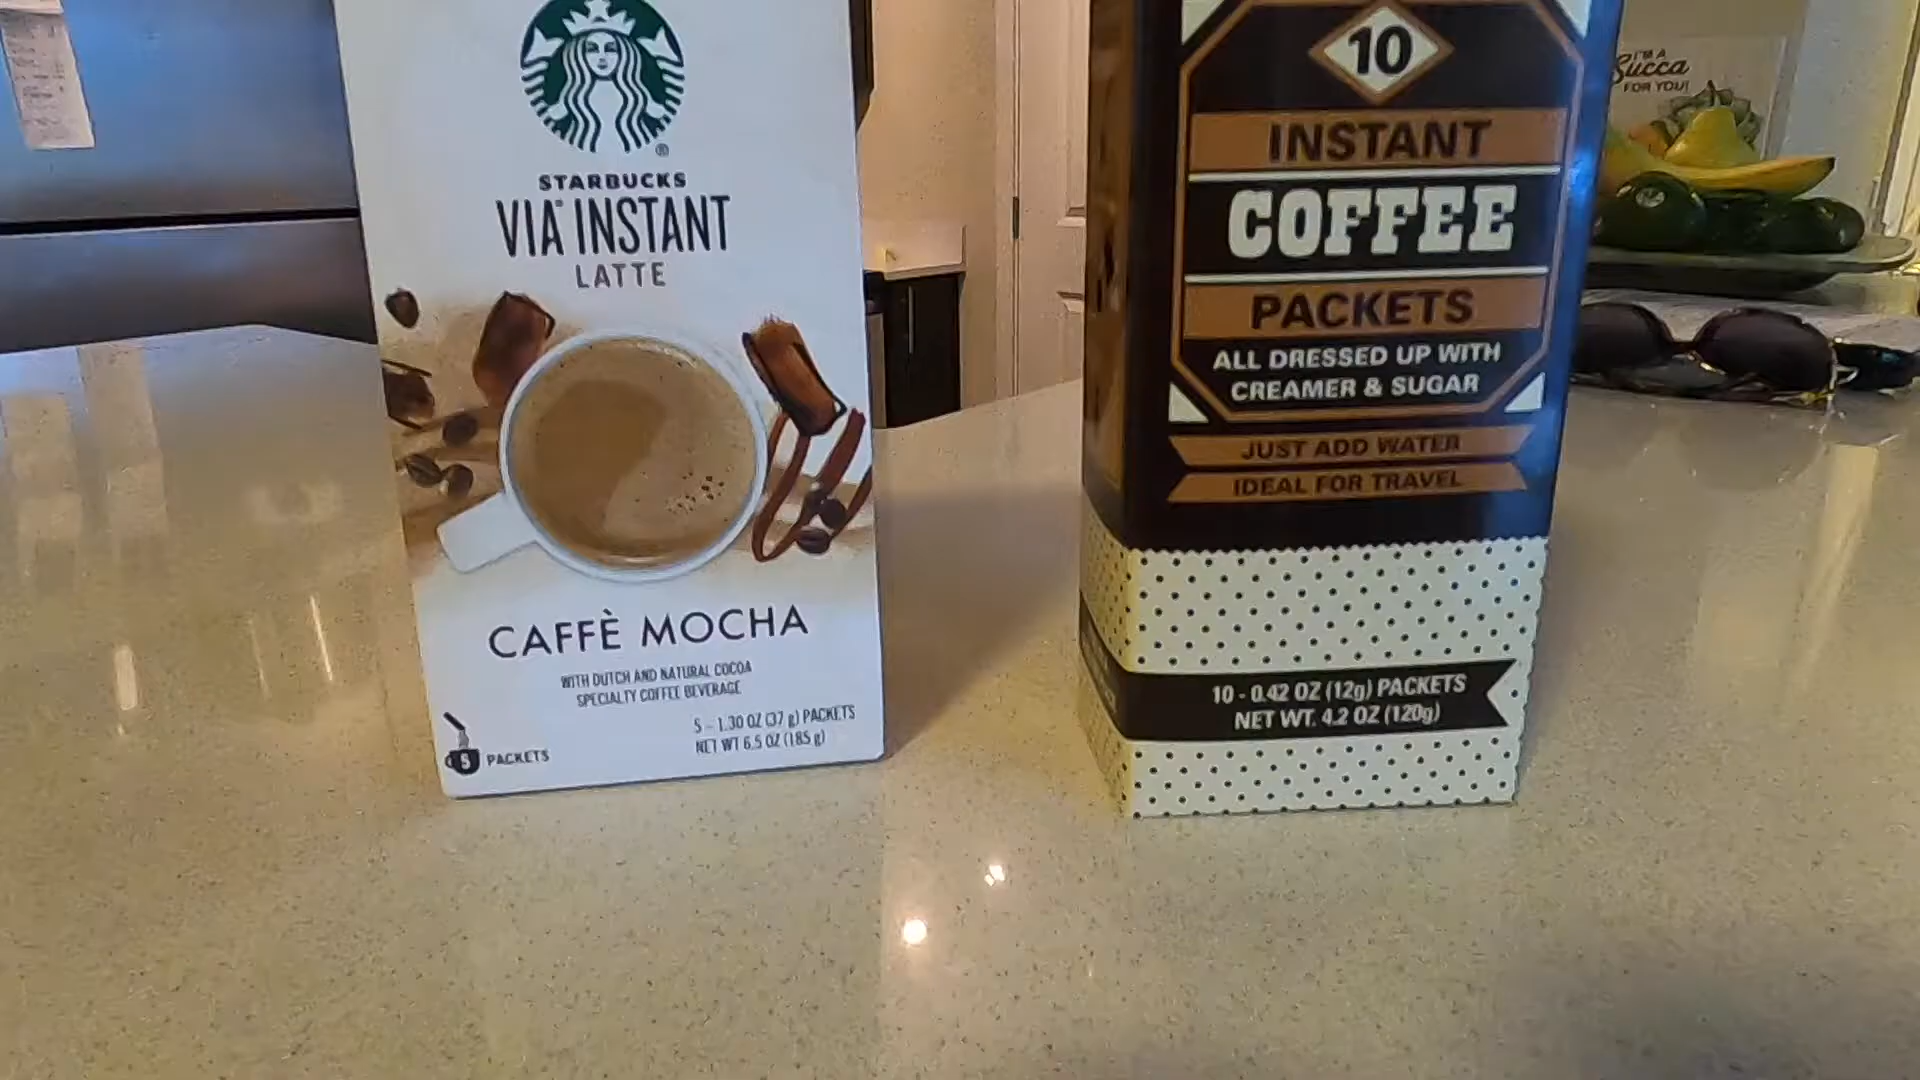 STARBUCKS
VIA INSTANT
LATTE
CAFFÈ MOCHA
WITH DUTCH AND NATURAL COCOA
SPECIALTY COFFEE BEVERAGE
5 – 1.30 OZ (37 g) PACKETS
NET WT 6.5 OZ (185 g)
5 PACKETS
10
INSTANT
COFFEE
PACKETS
ALL DRESSED UP WITH
CREAMER & SUGAR
JUST ADD WATER
IDEAL FOR TRAVEL
10 - 0.42 OZ (12g) PACKETS
NET WT. 4.2 OZ (120g)
I'M A
Succa
FOR YOU!